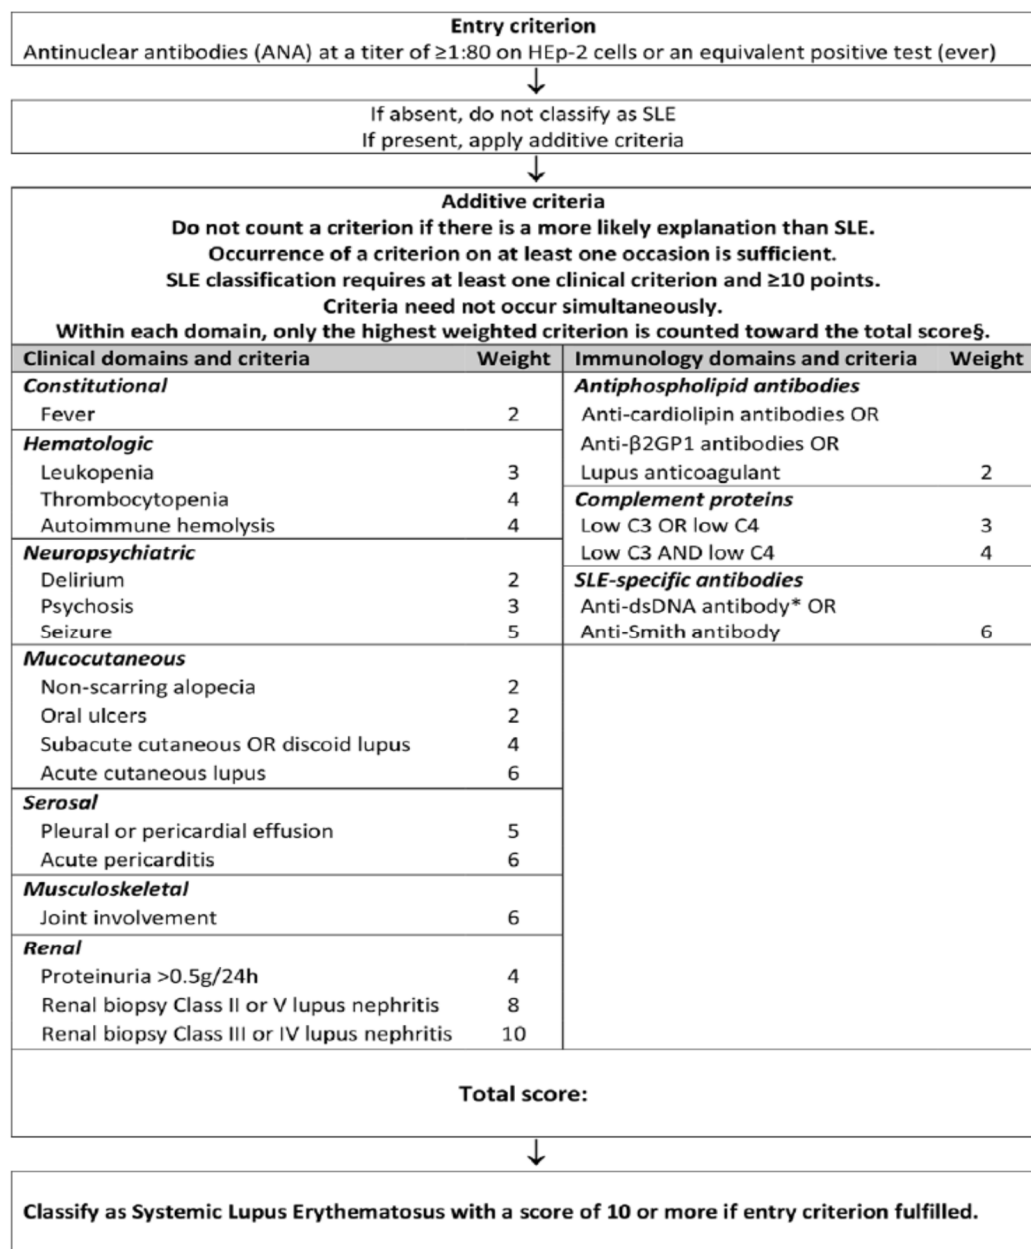 Entry criterion
Antinuclear antibodies (ANA) at a titer of ≥1:80 on HEp-2 cells or an equivalent positive test (ever)
↓
If absent, do not classify as SLE
If present, apply additive criteria
↓
Additive criteria
Do not count a criterion if there is a more likely explanation than SLE.
Occurrence of a criterion on at least one occasion is sufficient.
SLE classification requires at least one clinical criterion and ≥10 points.
Criteria need not occur simultaneously.
Within each domain, only the highest weighted criterion is counted toward the total score§.
Clinical domains and criteria Weight
Constitutional
Fever 2
Hematologic
Leukopenia 3
Thrombocytopenia 4
Autoimmune hemolysis 4
Neuropsychiatric
Delirium 2
Psychosis 3
Seizure 5
Mucocutaneous
Non-scarring alopecia 2
Oral ulcers 2
Subacute cutaneous OR discoid lupus 4
Acute cutaneous lupus 6
Serosal
Pleural or pericardial effusion 5
Acute pericarditis 6
Musculoskeletal
Joint involvement 6
Renal
Proteinuria >0.5g/24h 4
Renal biopsy Class II or V lupus nephritis 8
Renal biopsy Class III or IV lupus nephritis 10
Immunology domains and criteria Weight
Antiphospholipid antibodies
Anti-cardiolipin antibodies OR
Anti-β2GP1 antibodies OR
Lupus anticoagulant 2
Complement proteins
Low C3 OR low C4 3
Low C3 AND low C4 4
SLE-specific antibodies
Anti-dsDNA antibody* OR
Anti-Smith antibody 6
Total score:
↓
Classify as Systemic Lupus Erythematosus with a score of 10 or more if entry criterion fulfilled.